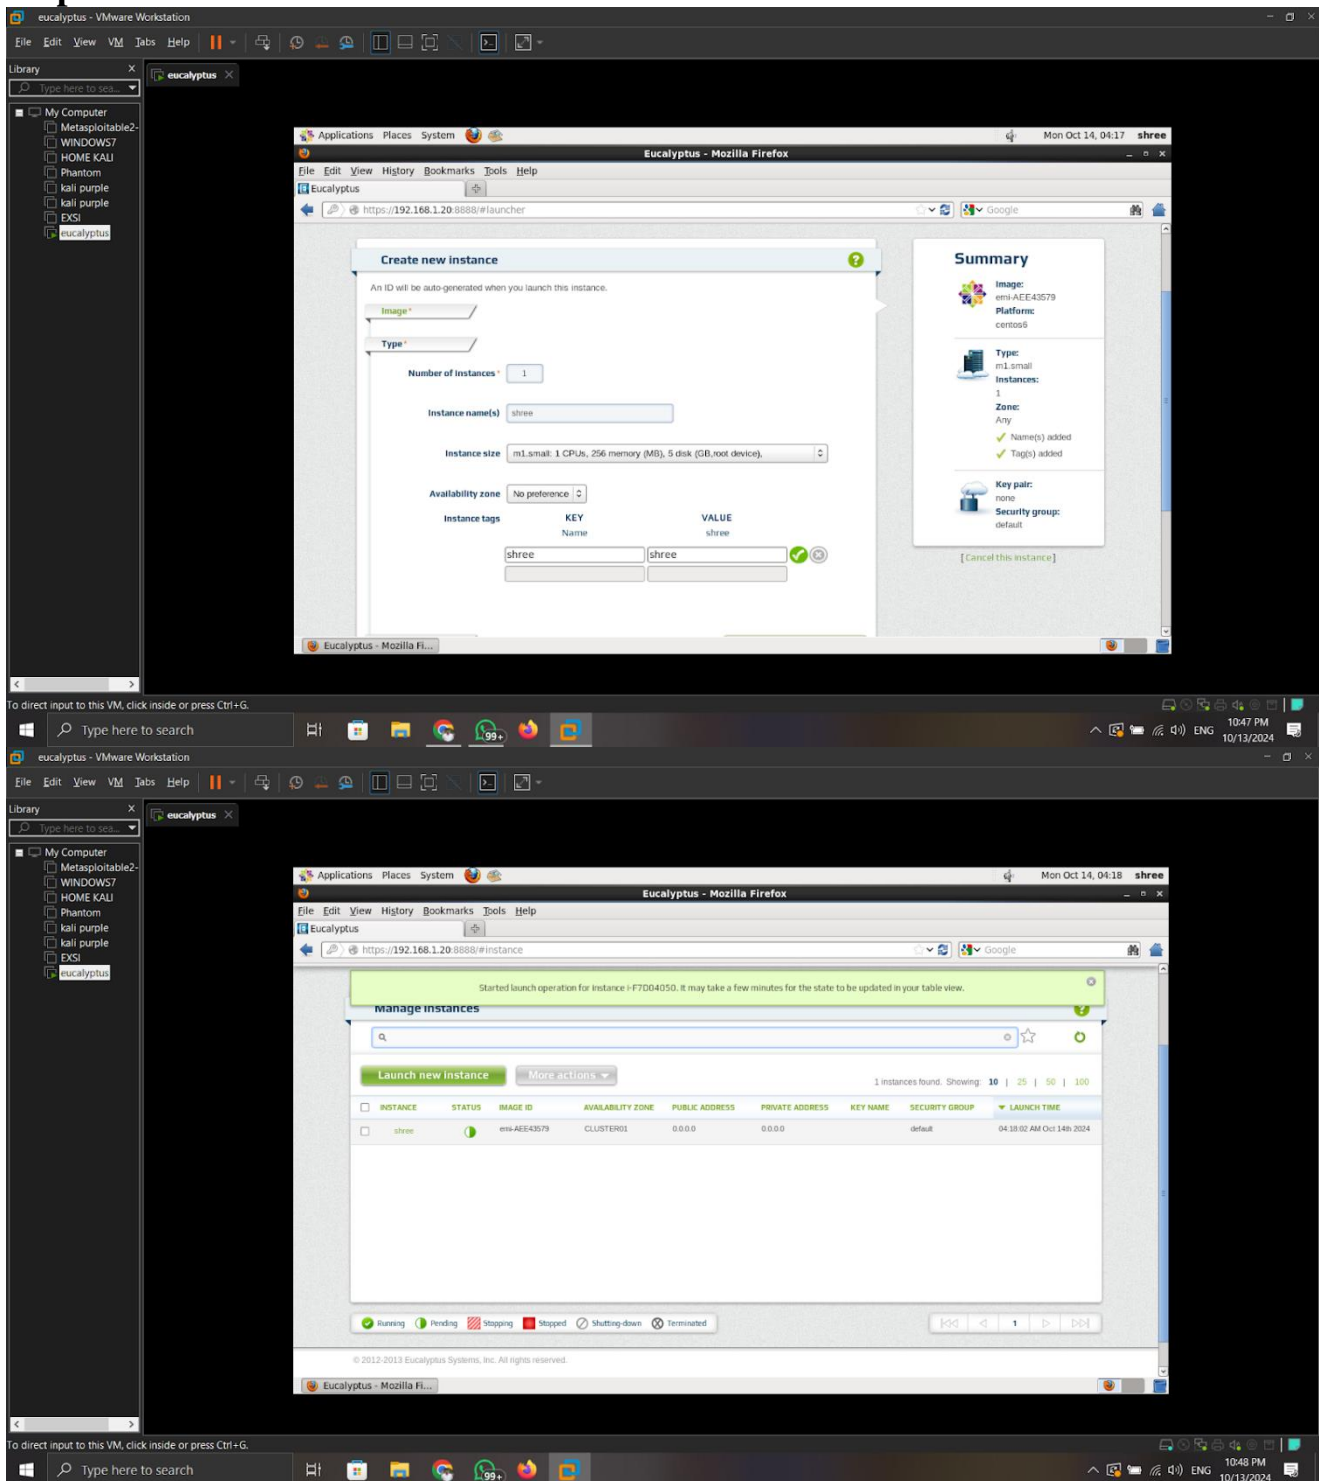 eucalyptus - VMware Workstation
File Edit View VM Tabs Help
Library X
eucalyptus X
Type here to sea...
My Computer
Metasploitable2-
WINDOWS7
HOME KALI
Phantom
kali purple
kali purple
EXSI
eucalyptus
Applications Places System Mon Oct 14, 04:17 shree
Eucalyptus - Mozilla Firefox
File Edit View History Bookmarks Tools Help
Eucalyptus
https://192.168.1.20:8888/#launcher Google
Create new instance ?
An ID will be auto-generated when you launch this instance.
Image*
Type*
Number of Instances* 1
Instance name(s) shree
Instance size m1.small: 1 CPUs, 256 memory (MB), 5 disk (GB,root device),
Availability zone No preference
Instance tags KEY VALUE
Name shree
shree shree
Summary
Image:
emi-AEE43579
Platform:
centos6
Type:
m1.small
Instances:
1
Zone:
Any
Name(s) added
Tag(s) added
Key pair:
none
Security group:
default
[Cancel this instance]
Eucalyptus - Mozilla Fi...
To direct input to this VM, click inside or press Ctrl+G.
Type here to search 99+ ENG 10:47 PM
10/13/2024
eucalyptus - VMware Workstation
File Edit View VM Tabs Help
Library X
eucalyptus X
Type here to sea...
My Computer
Metasploitable2-
WINDOWS7
HOME KALI
Phantom
kali purple
kali purple
EXSI
eucalyptus
Applications Places System Mon Oct 14, 04:18 shree
Eucalyptus - Mozilla Firefox
File Edit View History Bookmarks Tools Help
Eucalyptus
https://192.168.1.20:8888/#instance Google
Started launch operation for instance i-F7D04050. It may take a few minutes for the state to be updated in your table view.
Manage instances ?
Launch new instance More actions
1 instances found. Showing: 10 | 25 | 50 | 100
INSTANCE STATUS IMAGE ID AVAILABILITY ZONE PUBLIC ADDRESS PRIVATE ADDRESS KEY NAME SECURITY GROUP LAUNCH TIME
shree emi-AEE43579 CLUSTER01 0.0.0.0 0.0.0.0 default 04:18:02 AM Oct 14th 2024
Running Pending Stopping Stopped Shutting-down Terminated
1
© 2012-2013 Eucalyptus Systems, Inc. All rights reserved.
Eucalyptus - Mozilla Fi...
To direct input to this VM, click inside or press Ctrl+G.
Type here to search 99+ ENG 10:48 PM
10/13/2024